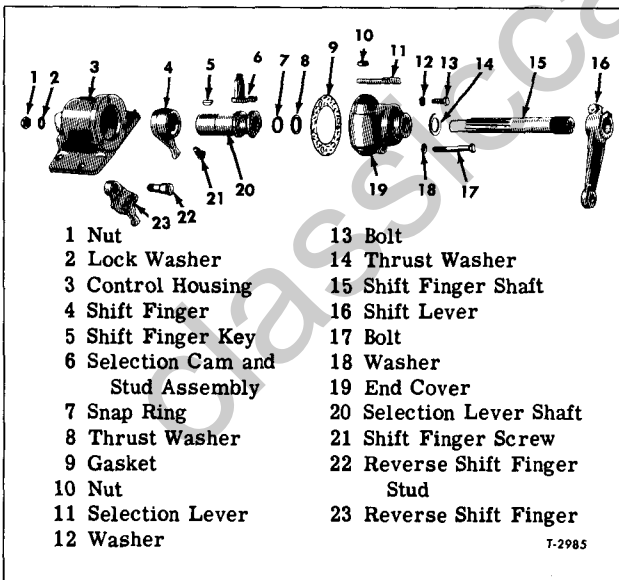 1 2 3 4 5 6 7 8 9 10 11 12 13 14 15 16
17 18 19 20 21 22 23
1 Nut
2 Lock Washer
3 Control Housing
4 Shift Finger
5 Shift Finger Key
6 Selection Cam and
Stud Assembly
7 Snap Ring
8 Thrust Washer
9 Gasket
10 Nut
11 Selection Lever
12 Washer
13 Bolt
14 Thrust Washer
15 Shift Finger Shaft
16 Shift Lever
17 Bolt
18 Washer
19 End Cover
20 Selection Lever Shaft
21 Shift Finger Screw
22 Reverse Shift Finger
Stud
23 Reverse Shift Finger
T-2985